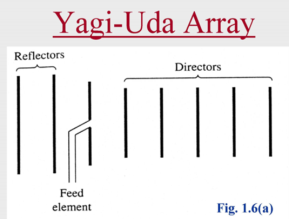 Yagi-Uda Array
Reflectors
Directors
Feed
element
Fig. 1.6(a)